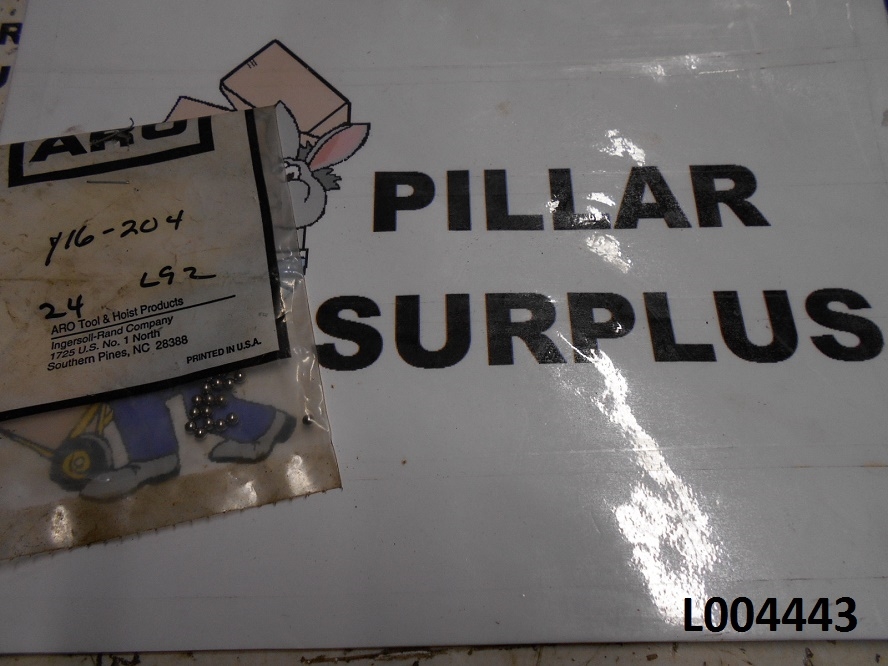 ARO
Y16-204
24 L92
ARO Tool & Hoist Products
Ingersoll-Rand Company
1725 U.S. No. 1 North
Southern Pines, NC 28388
PRINTED IN U.S.A.
PILLAR
SURPLUS
L004443